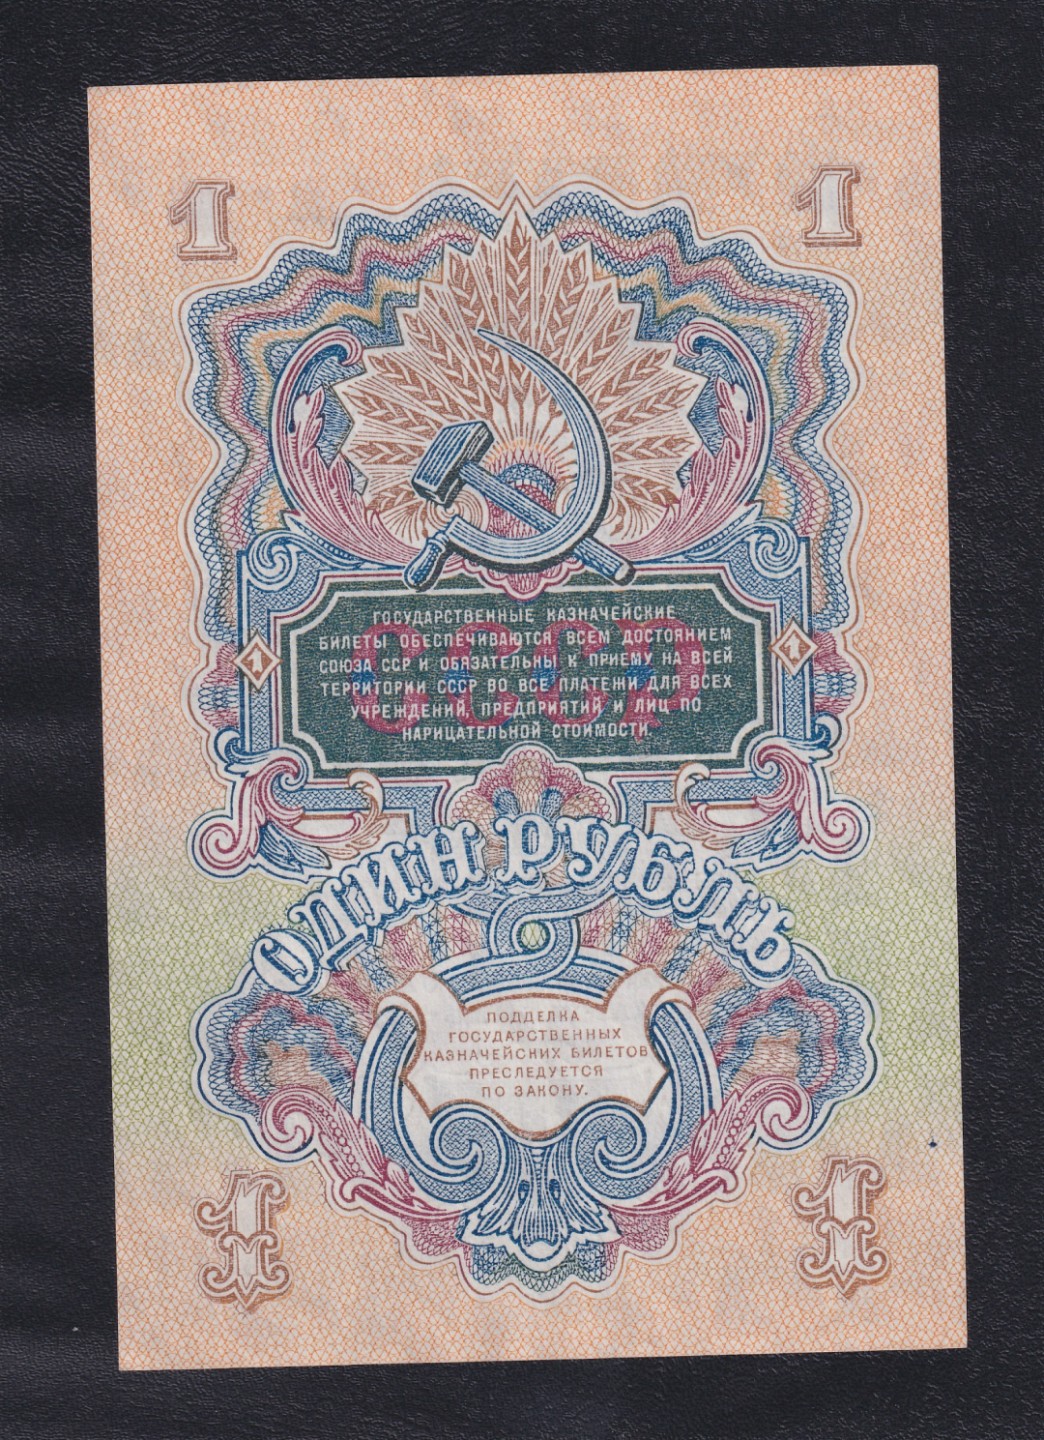 1 1
ГОСУДАРСТВЕННЫЕ КАЗНАЧЕЙСКИЕ
БИЛЕТЫ ОБЕСПЕЧИВАЮТСЯ ВСЕМ ДОСТОЯНИЕМ
СОЮЗА ССР И ОБЯЗАТЕЛЬНЫ К ПРИЕМУ НА ВСЕЙ
ТЕРРИТОРИИ СССР ВО ВСЕ ПЛАТЕЖИ ДЛЯ ВСЕХ
УЧРЕЖДЕНИЙ, ПРЕДПРИЯТИЙ И ЛИЦ ПО
НАРИЦАТЕЛЬНОЙ СТОИМОСТИ.
СССР
1 1
ОДИН РУБЛЬ
ПОДДЕЛКА
ГОСУДАРСТВЕННЫХ
КАЗНАЧЕЙСКИХ БИЛЕТОВ
ПРЕСЛЕДУЕТСЯ
ПО ЗАКОНУ.
1 1